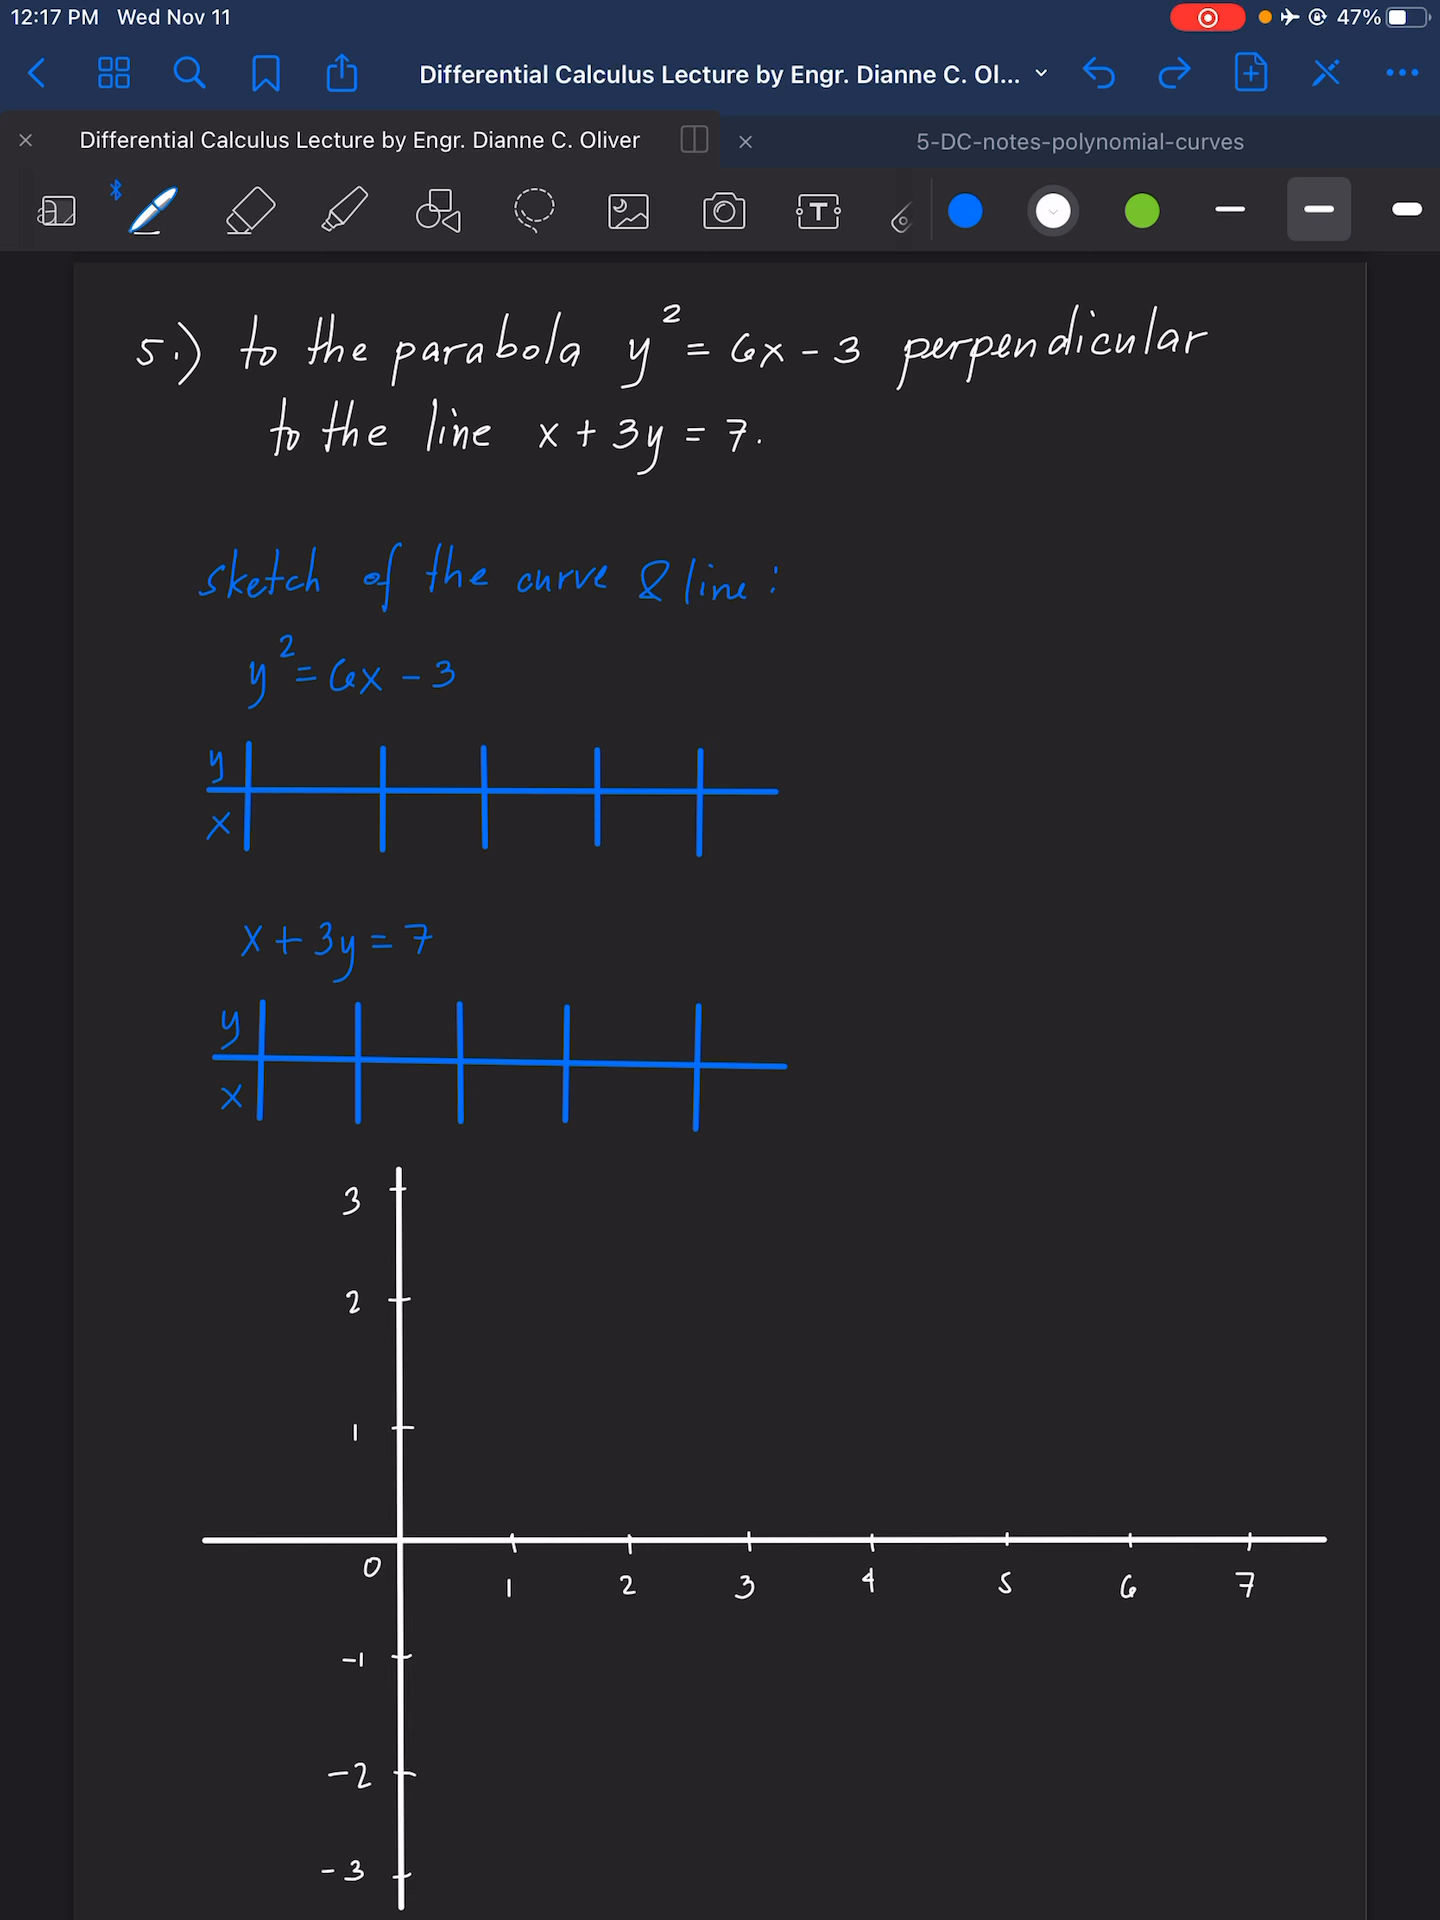 12:17 PM Wed Nov 11
47%
Differential Calculus Lecture by Engr. Dianne C. Ol...
Differential Calculus Lecture by Engr. Dianne C. Oliver
5-DC-notes-polynomial-curves
T
5.) to the parabola y² = 6x - 3 perpendicular
to the line x + 3y = 7.
sketch of the curve & line:
y² = 6x - 3
y
x
x + 3y = 7
y
x
3
2
1
0
1 2 3 4 5 6 7
-1
-2
-3